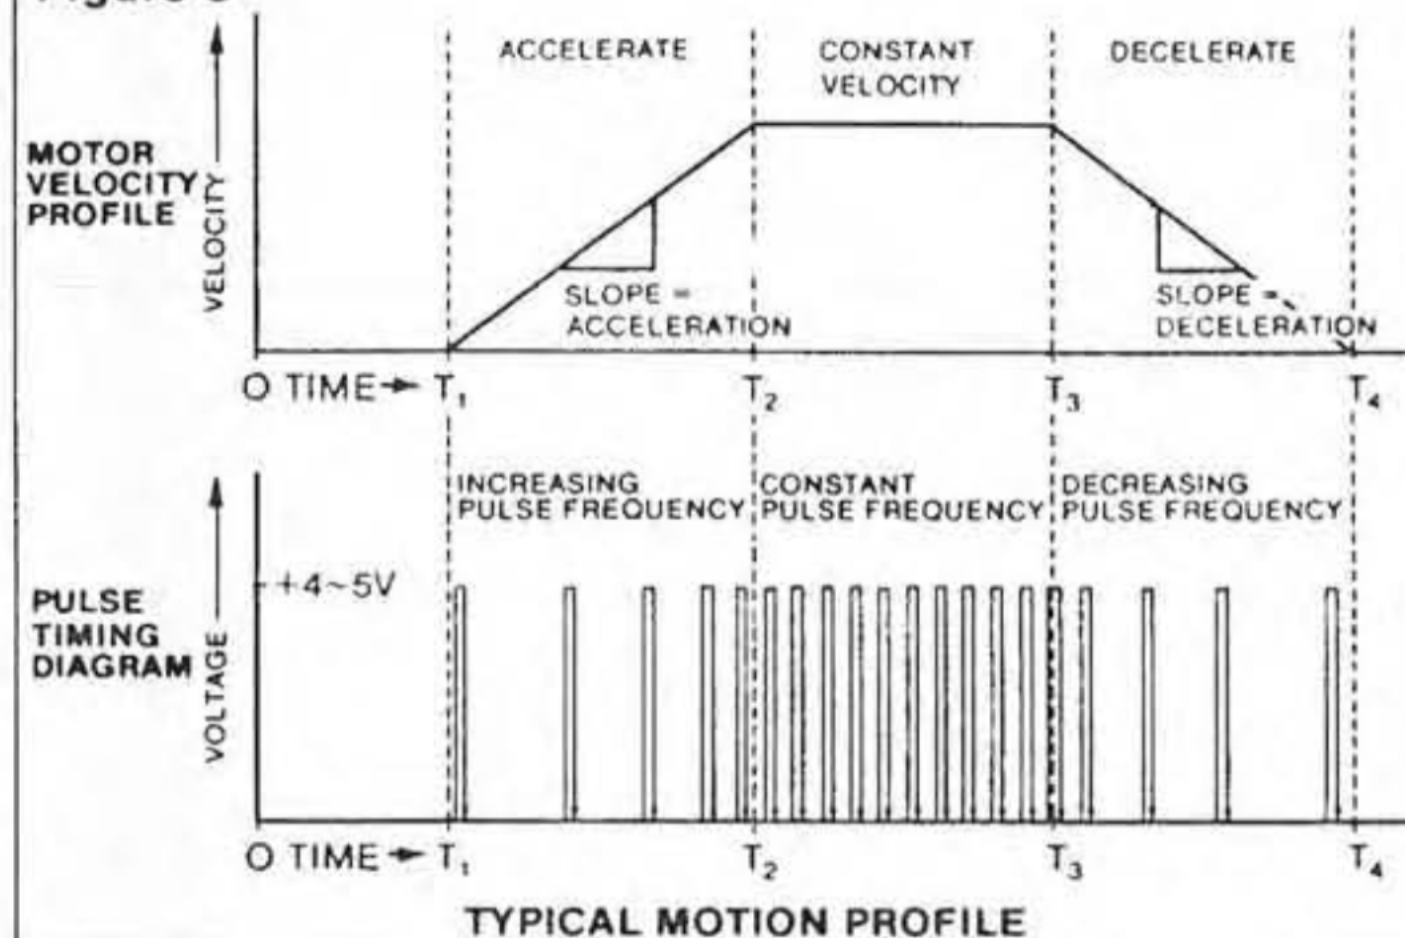 ACCELERATE
CONSTANT
VELOCITY
DECELERATE
MOTOR
VELOCITY
PROFILE
VELOCITY
SLOPE =
ACCELERATION
SLOPE =
DECELERATION
O TIME T1 T2 T3 T4
INCREASING
PULSE FREQUENCY
CONSTANT
PULSE FREQUENCY
DECREASING
PULSE FREQUENCY
+4~5V
PULSE
TIMING
DIAGRAM
VOLTAGE
O TIME T1 T2 T3 T4
TYPICAL MOTION PROFILE